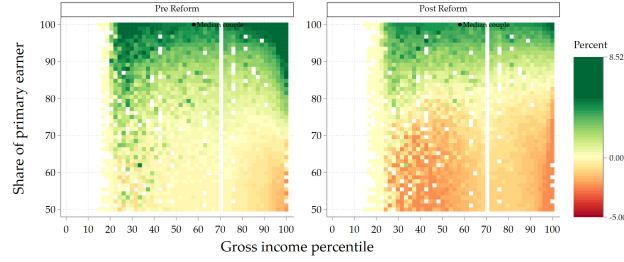 Pre Reform
Post Reform
Median couple
Median couple
Percent
8.52
0.00
-5.00
Share of primary earner
100
90
80
70
60
50
0 10 20 30 40 50 60 70 80 90 100
0 10 20 30 40 50 60 70 80 90 100
Gross income percentile